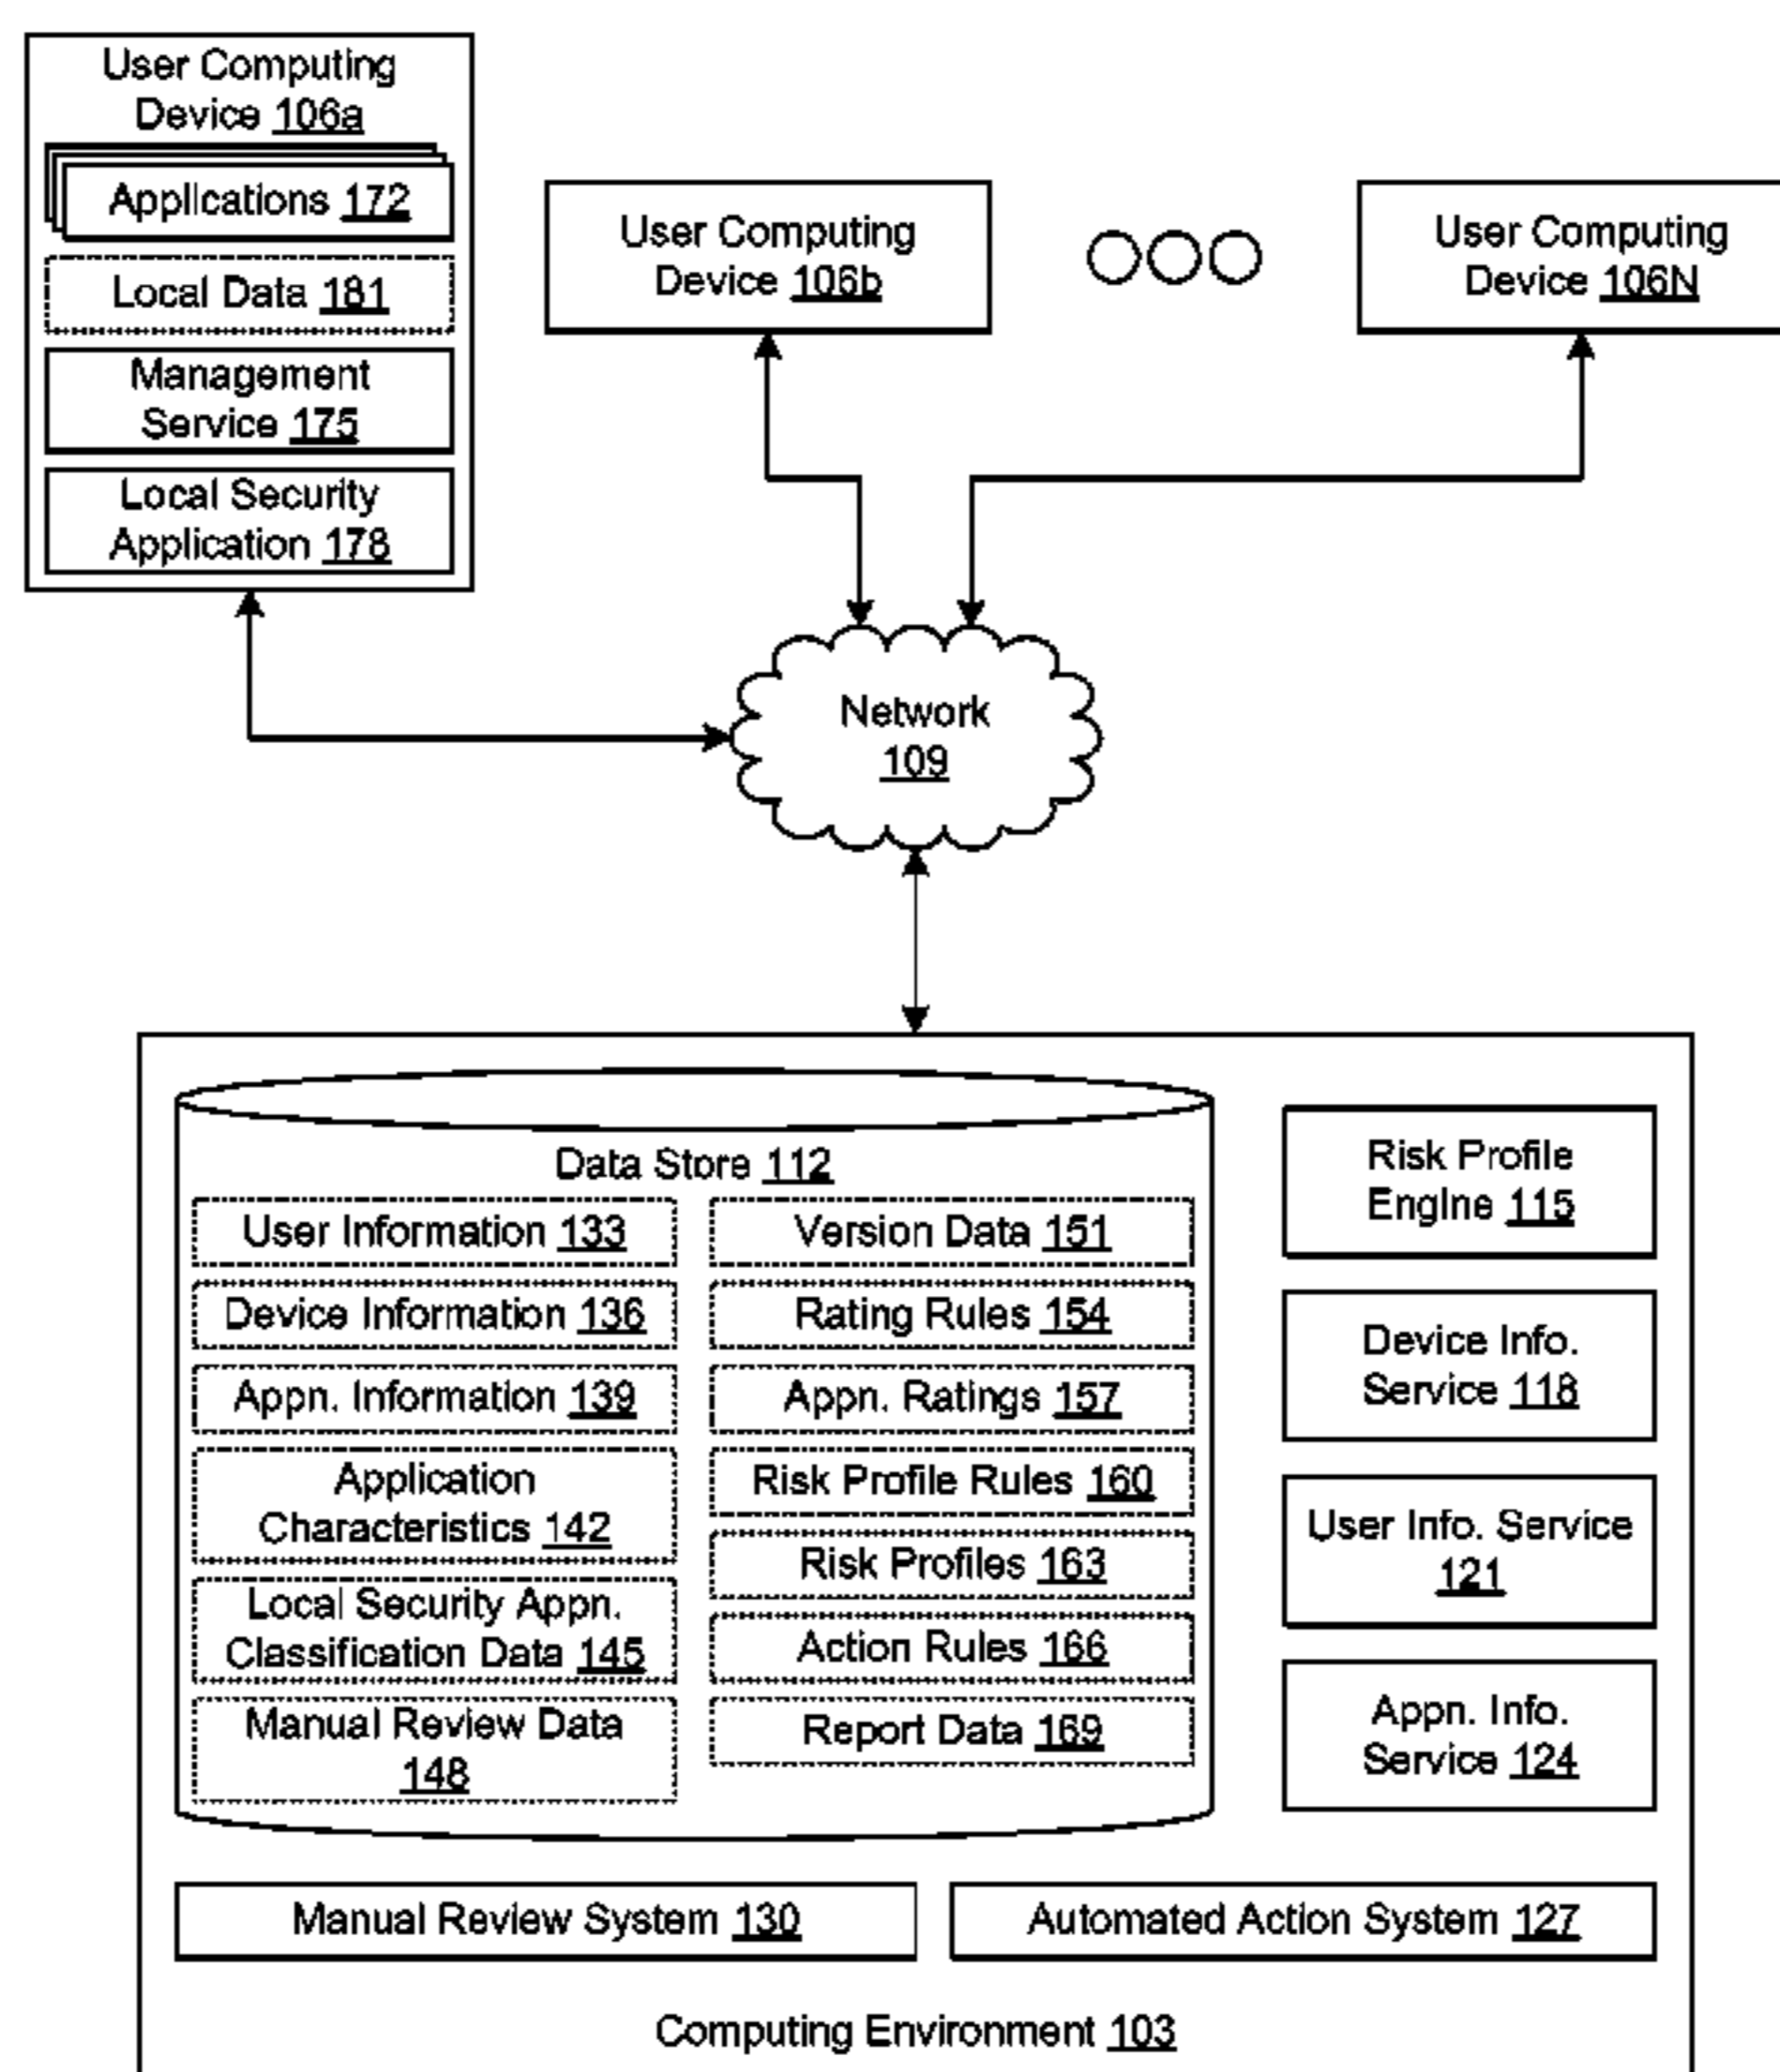 User Computing
Device 106a
Applications 172
Local Data 181
Management
Service 175
Local Security
Application 178
User Computing
Device 106b
User Computing
Device 106N
Network
109
Data Store 112
User Information 133
Device Information 136
Appn. Information 139
Application
Characteristics 142
Local Security Appn.
Classification Data 145
Manual Review Data
148
Version Data 151
Rating Rules 154
Appn. Ratings 157
Risk Profile Rules 160
Risk Profiles 163
Action Rules 166
Report Data 169
Risk Profile
Engine 115
Device Info.
Service 118
User Info. Service
121
Appn. Info.
Service 124
Manual Review System 130
Automated Action System 127
Computing Environment 103